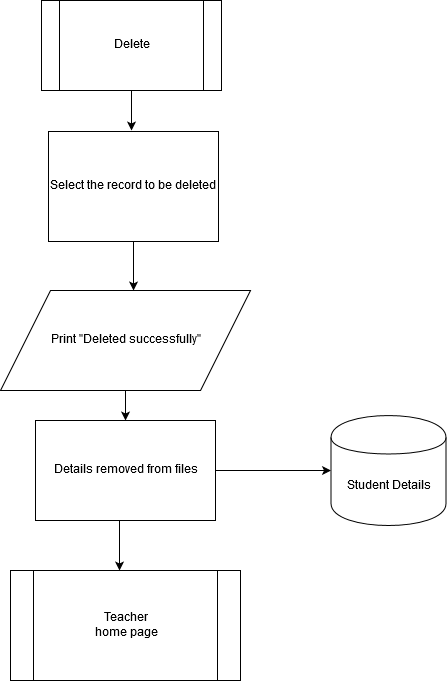 Delete
Select the record to be deleted
Print "Deleted successfully"
Details removed from files
Student Details
Teacher
home page